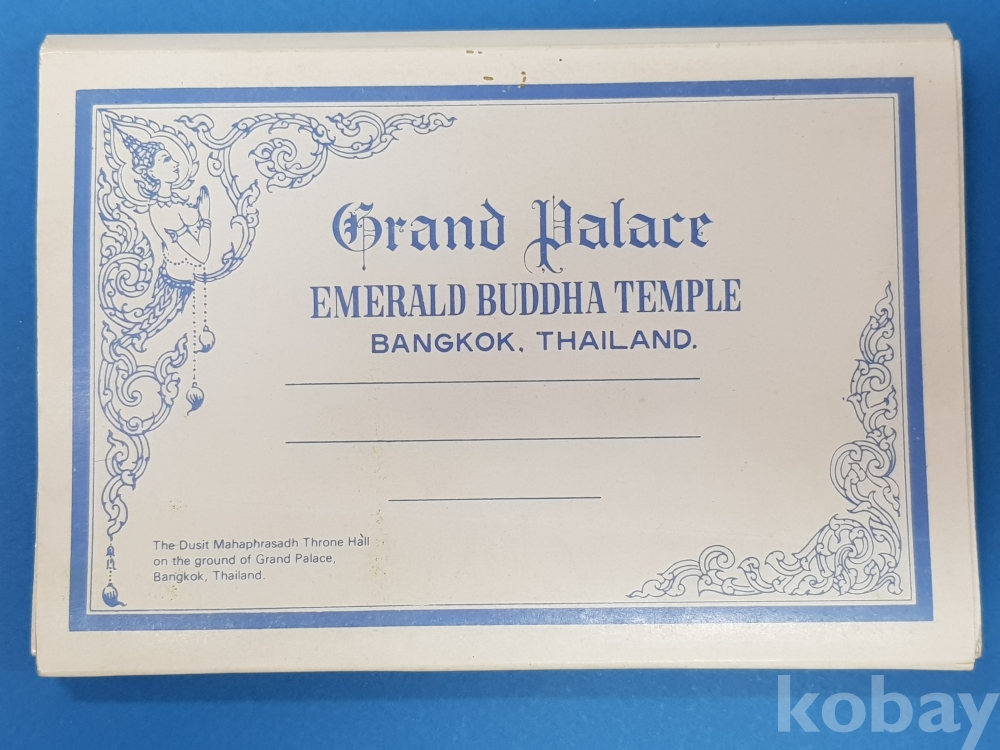 Grand Palace
EMERALD BUDDHA TEMPLE
BANGKOK, THAILAND.
The Dusit Mahaphrasadh Throne Hall
on the ground of Grand Palace,
Bangkok, Thailand.
kobay